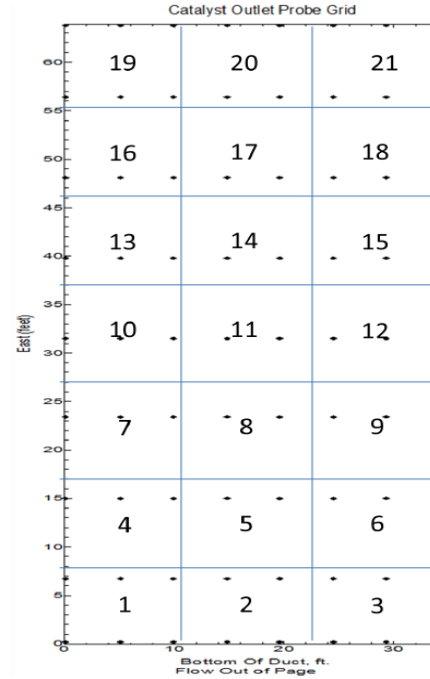 Catalyst Outlet Probe Grid
60
19 20 21
55
50
16 17 18
45
40
13 14 15
35
30
10 11 12
25
20
7 8 9
15
10
4 5 6
5
0
1 2 3
East (feet)
0 10 20 30
Bottom Of Duct, ft.
Flow Out of Page